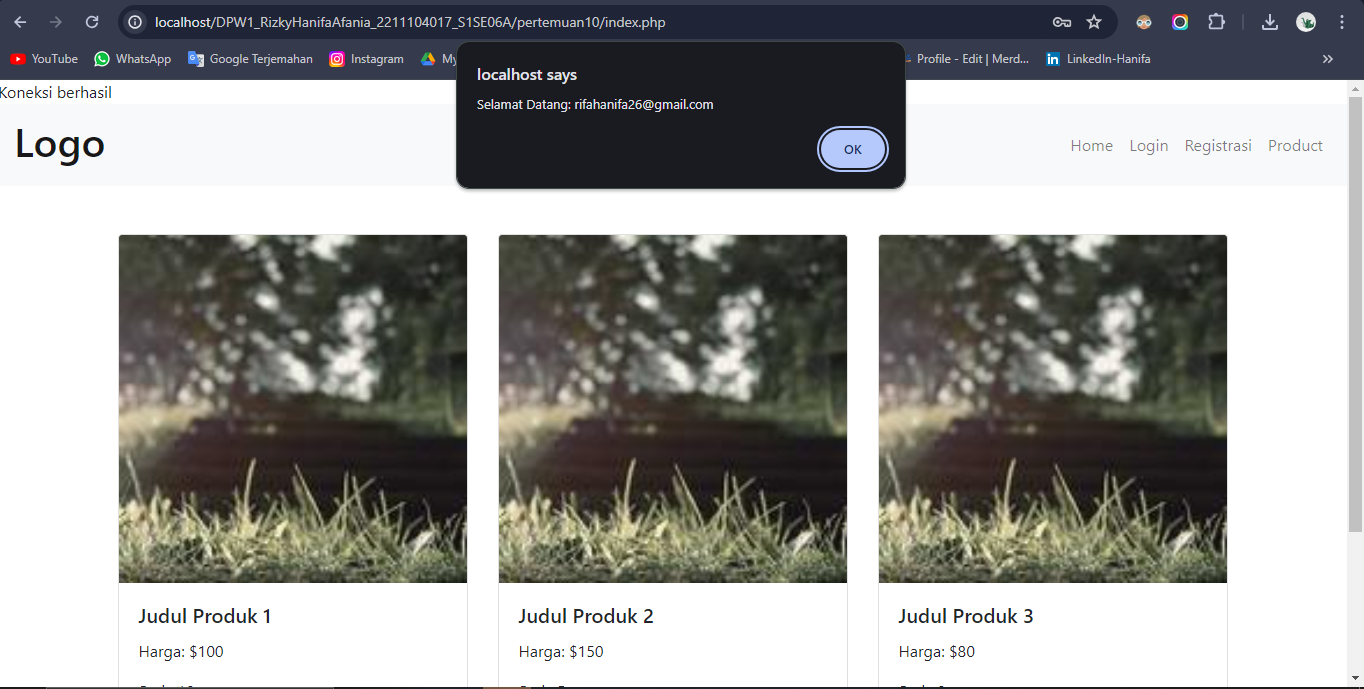 localhost/DPW1_RizkyHanifaAfania_2211104017_S1SE06A/pertemuan10/index.php
YouTube WhatsApp Google Terjemahan Instagram My Profile - Edit | Merd... LinkedIn-Hanifa
localhost says
Selamat Datang: rifahanifa26@gmail.com
OK
Koneksi berhasil
Logo
Home Login Registrasi Product
Judul Produk 1 Judul Produk 2 Judul Produk 3
Harga: $100 Harga: $150 Harga: $80